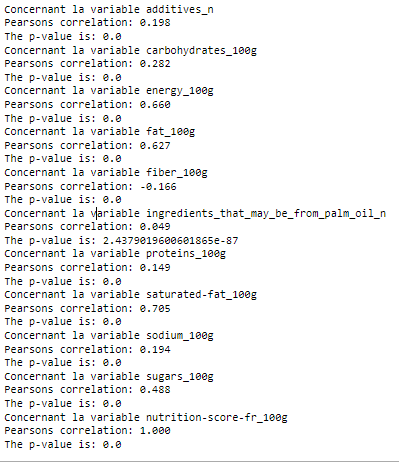 Concernant la variable additives_n
Pearsons correlation: 0.198
The p-value is: 0.0
Concernant la variable carbohydrates_100g
Pearsons correlation: 0.282
The p-value is: 0.0
Concernant la variable energy_100g
Pearsons correlation: 0.660
The p-value is: 0.0
Concernant la variable fat_100g
Pearsons correlation: 0.627
The p-value is: 0.0
Concernant la variable fiber_100g
Pearsons correlation: -0.166
The p-value is: 0.0
Concernant la variable ingredients_that_may_be_from_palm_oil_n
Pearsons correlation: 0.049
The p-value is: 2.4379019600601865e-87
Concernant la variable proteins_100g
Pearsons correlation: 0.149
The p-value is: 0.0
Concernant la variable saturated-fat_100g
Pearsons correlation: 0.705
The p-value is: 0.0
Concernant la variable sodium_100g
Pearsons correlation: 0.194
The p-value is: 0.0
Concernant la variable sugars_100g
Pearsons correlation: 0.488
The p-value is: 0.0
Concernant la variable nutrition-score-fr_100g
Pearsons correlation: 1.000
The p-value is: 0.0